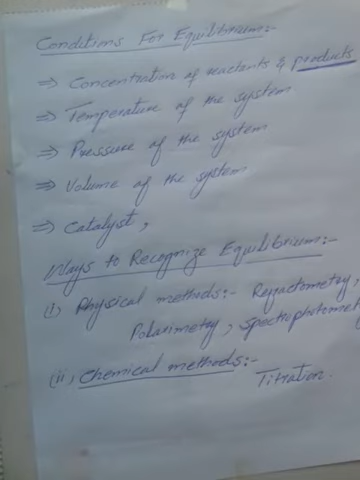 Conditions For Equilibrium:-
⇒ Concentration of reactants & products
⇒ Temperature of the system
⇒ Pressure of the system
⇒ Volume of the system
⇒ Catalyst,
Ways to Recognize Equilibrium:-
(i) Physical methods:- Refractometry,
Polarimetry, spectrophotomet
(ii) Chemical methods:-
Titration.